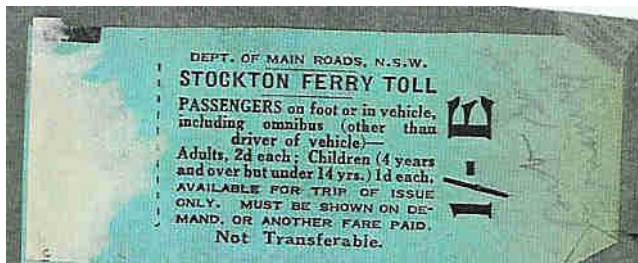 DEPT. OF MAIN ROADS, N.S.W.
STOCKTON FERRY TOLL
PASSENGERS on foot or in vehicle,
including omnibus (other than
driver of vehicle)—
Adults, 2d each; Children (4 years
and over but under 14 yrs.) 1d each.
AVAILABLE FOR TRIP OF ISSUE
ONLY. MUST BE SHOWN ON DE-
MAND, OR ANOTHER FARE PAID.
Not Transferable.
1/- E